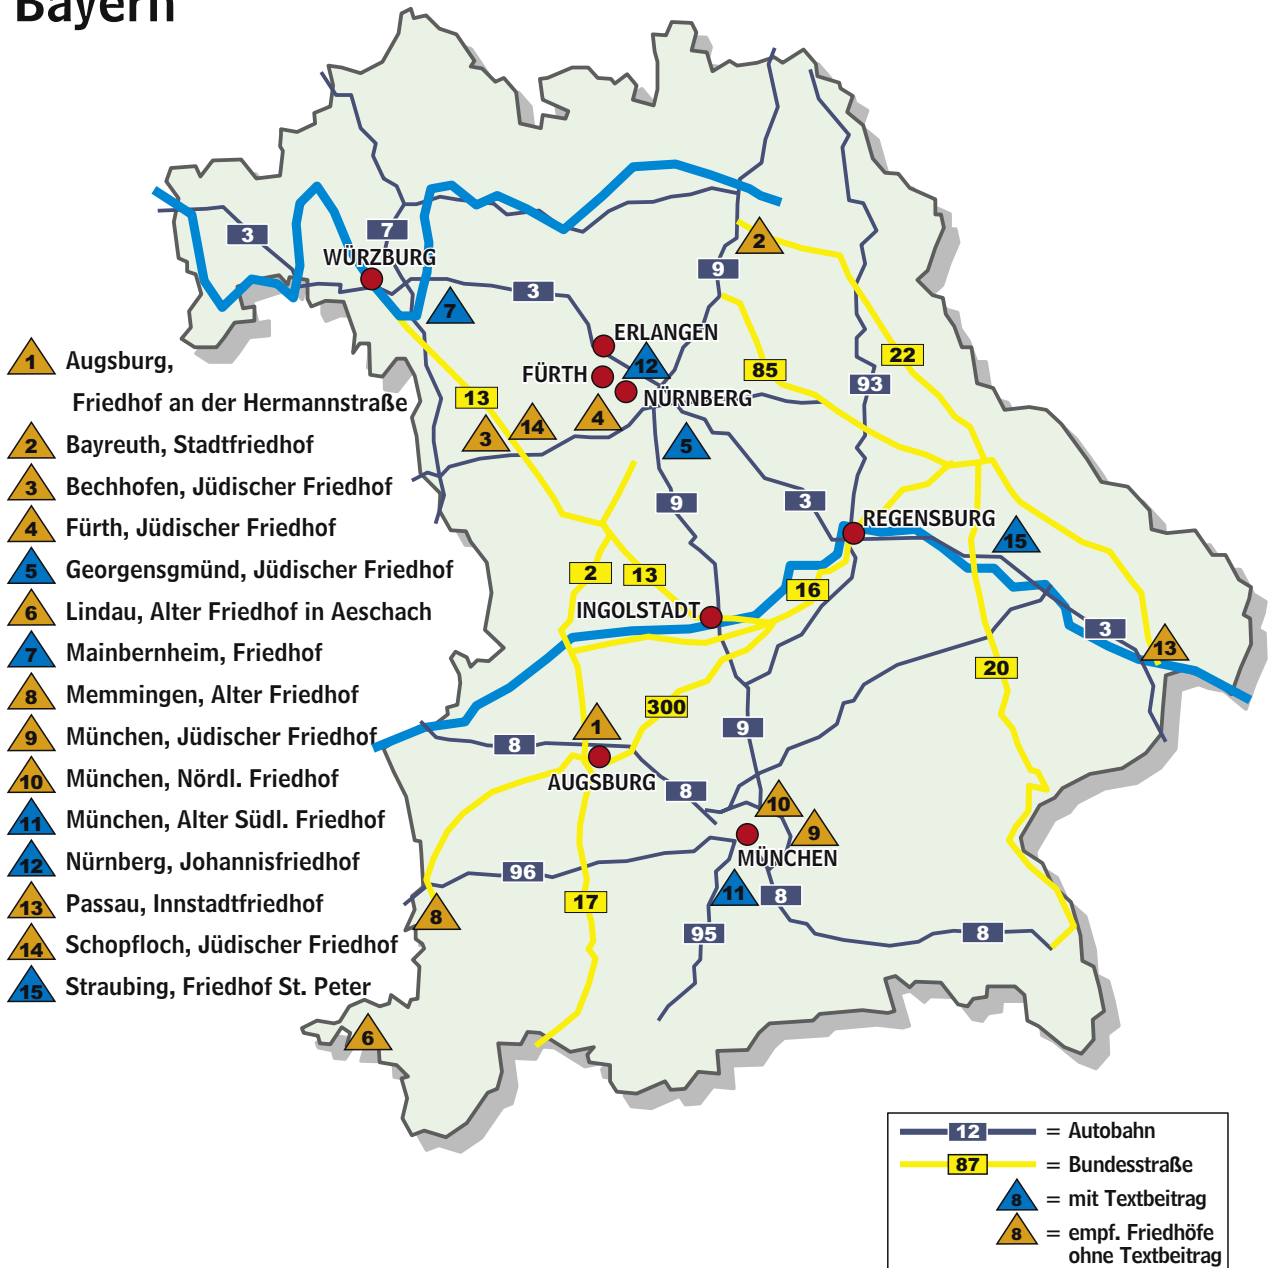 Bayern
3
7
WÜRZBURG
2
9
3
7
ERLANGEN
12
FÜRTH
NÜRNBERG
85
22
93
13
3
14
4
5
9
3
REGENSBURG
15
2
13
16
INGOLSTADT
3
13
20
300
1
8
9
AUGSBURG
8
10
9
MÜNCHEN
96
11
8
17
8
95
8
6
1 Augsburg,
Friedhof an der Hermannstraße
2 Bayreuth, Stadtfriedhof
3 Bechhofen, Jüdischer Friedhof
4 Fürth, Jüdischer Friedhof
5 Georgensgmünd, Jüdischer Friedhof
6 Lindau, Alter Friedhof in Aeschach
7 Mainbernheim, Friedhof
8 Memmingen, Alter Friedhof
9 München, Jüdischer Friedhof
10 München, Nördl. Friedhof
11 München, Alter Südl. Friedhof
12 Nürnberg, Johannisfriedhof
13 Passau, Innstadtfriedhof
14 Schopfloch, Jüdischer Friedhof
15 Straubing, Friedhof St. Peter
12 = Autobahn
87 = Bundesstraße
8 = mit Textbeitrag
8 = empf. Friedhöfe
ohne Textbeitrag